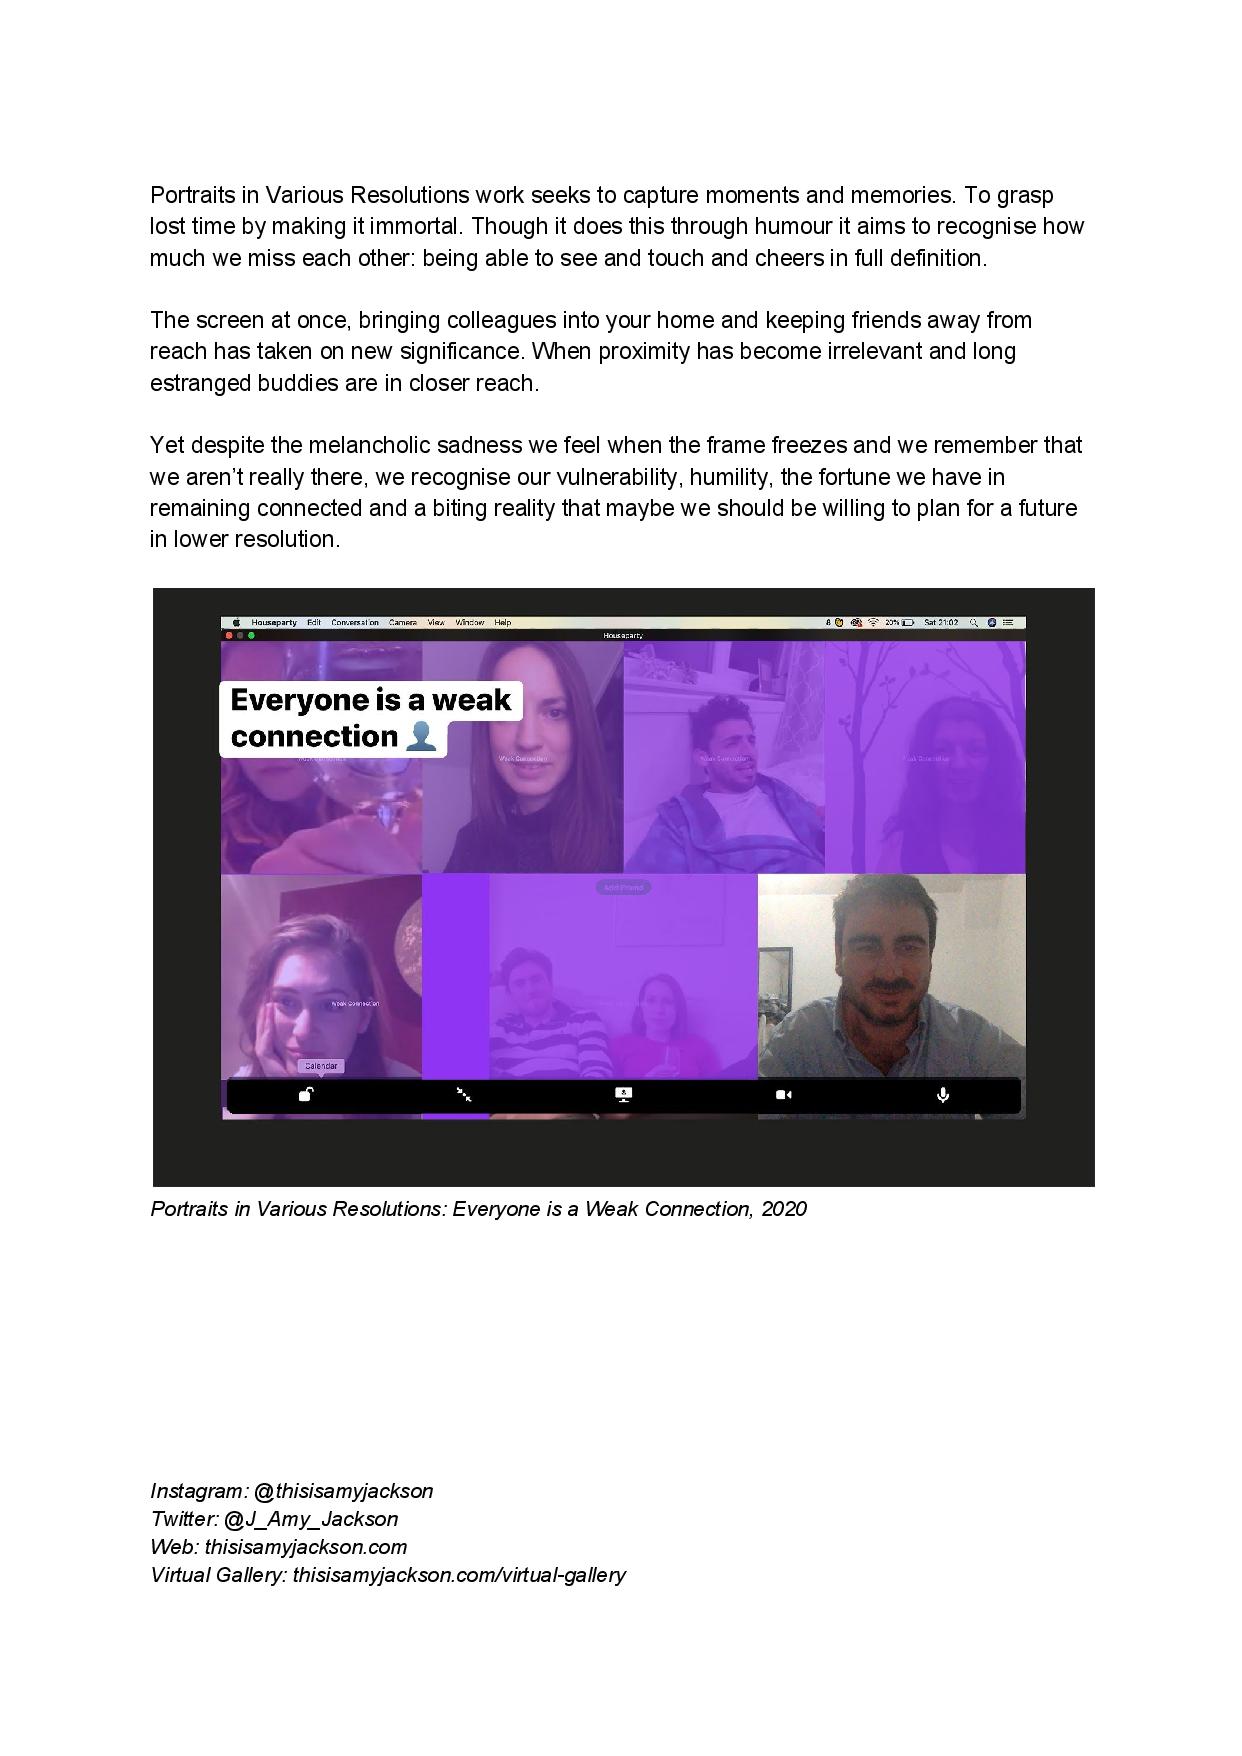 Portraits in Various Resolutions work seeks to capture moments and memories. To grasp
lost time by making it immortal. Though it does this through humour it aims to recognise how
much we miss each other: being able to see and touch and cheers in full definition.
The screen at once, bringing colleagues into your home and keeping friends away from
reach has taken on new significance. When proximity has become irrelevant and long
estranged buddies are in closer reach.
Yet despite the melancholic sadness we feel when the frame freezes and we remember that
we aren’t really there, we recognise our vulnerability, humility, the fortune we have in
remaining connected and a biting reality that maybe we should be willing to plan for a future
in lower resolution.
Houseparty Edit Conversation Camera View Window Help 8 20% Sat 21:02
Houseparty
Everyone is a weak
connection 👤
Weak Connection
Weak Connection
Weak Connection
Add Friend
Weak Connection
Calendar
Portraits in Various Resolutions: Everyone is a Weak Connection, 2020
Instagram: @thisisamyjackson
Twitter: @J_Amy_Jackson
Web: thisisamyjackson.com
Virtual Gallery: thisisamyjackson.com/virtual-gallery